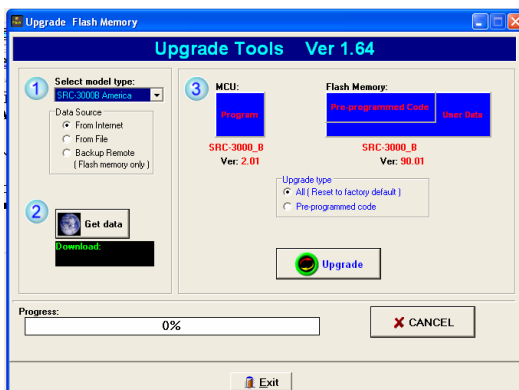 Upgrade Flash Memory
Upgrade Tools Ver 1.64
1
Select model type:
SRC-3000B America
Data Source
From Internet
From File
Backup Remote
( Flash memory only )
2
Get data
Download:
3
MCU:
Program
SRC-3000_B
Ver: 2.01
Flash Memory:
Pre-programmed Code
User Data
SRC-3000_B
Ver: 90.01
Upgrade type
All ( Reset to factory default )
Pre-programmed code
Upgrade
Progress:
0%
CANCEL
Exit